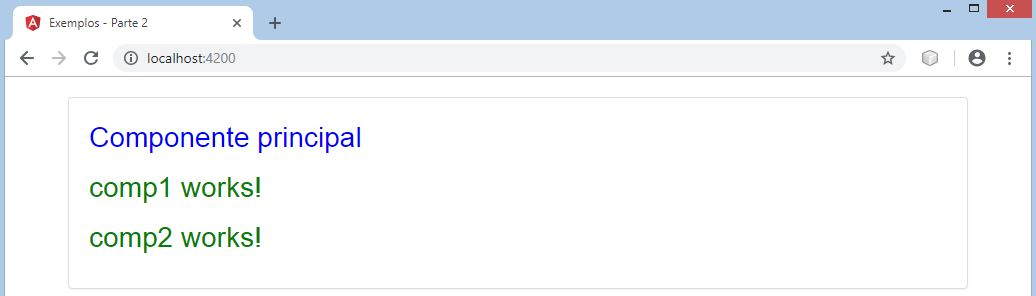 Exemplos - Parte 2
localhost:4200
Componente principal
comp1 works!
comp2 works!